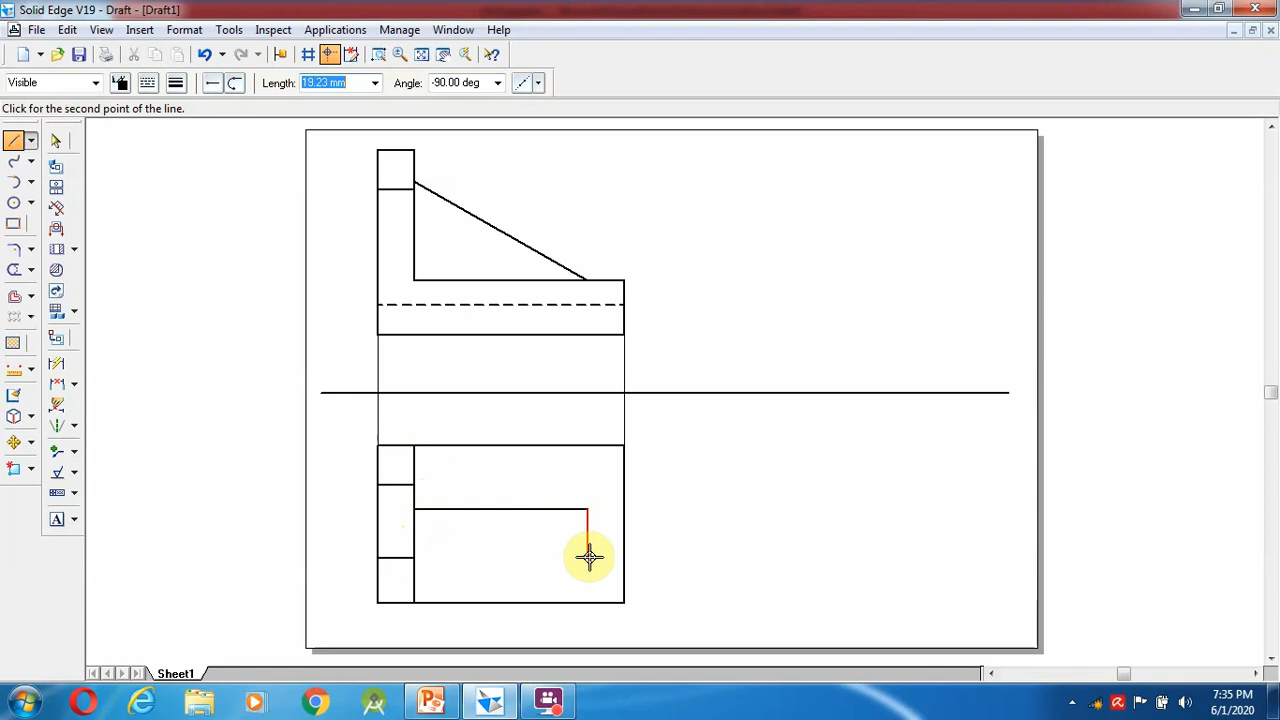 Solid Edge V19 - Draft - [Draft1]
File Edit View Insert Format Tools Inspect Applications Manage Window Help
Visible Length: 19.23 mm Angle: -90.00 deg
Click for the second point of the line.
A
Sheet1
7:35 PM
6/1/2020